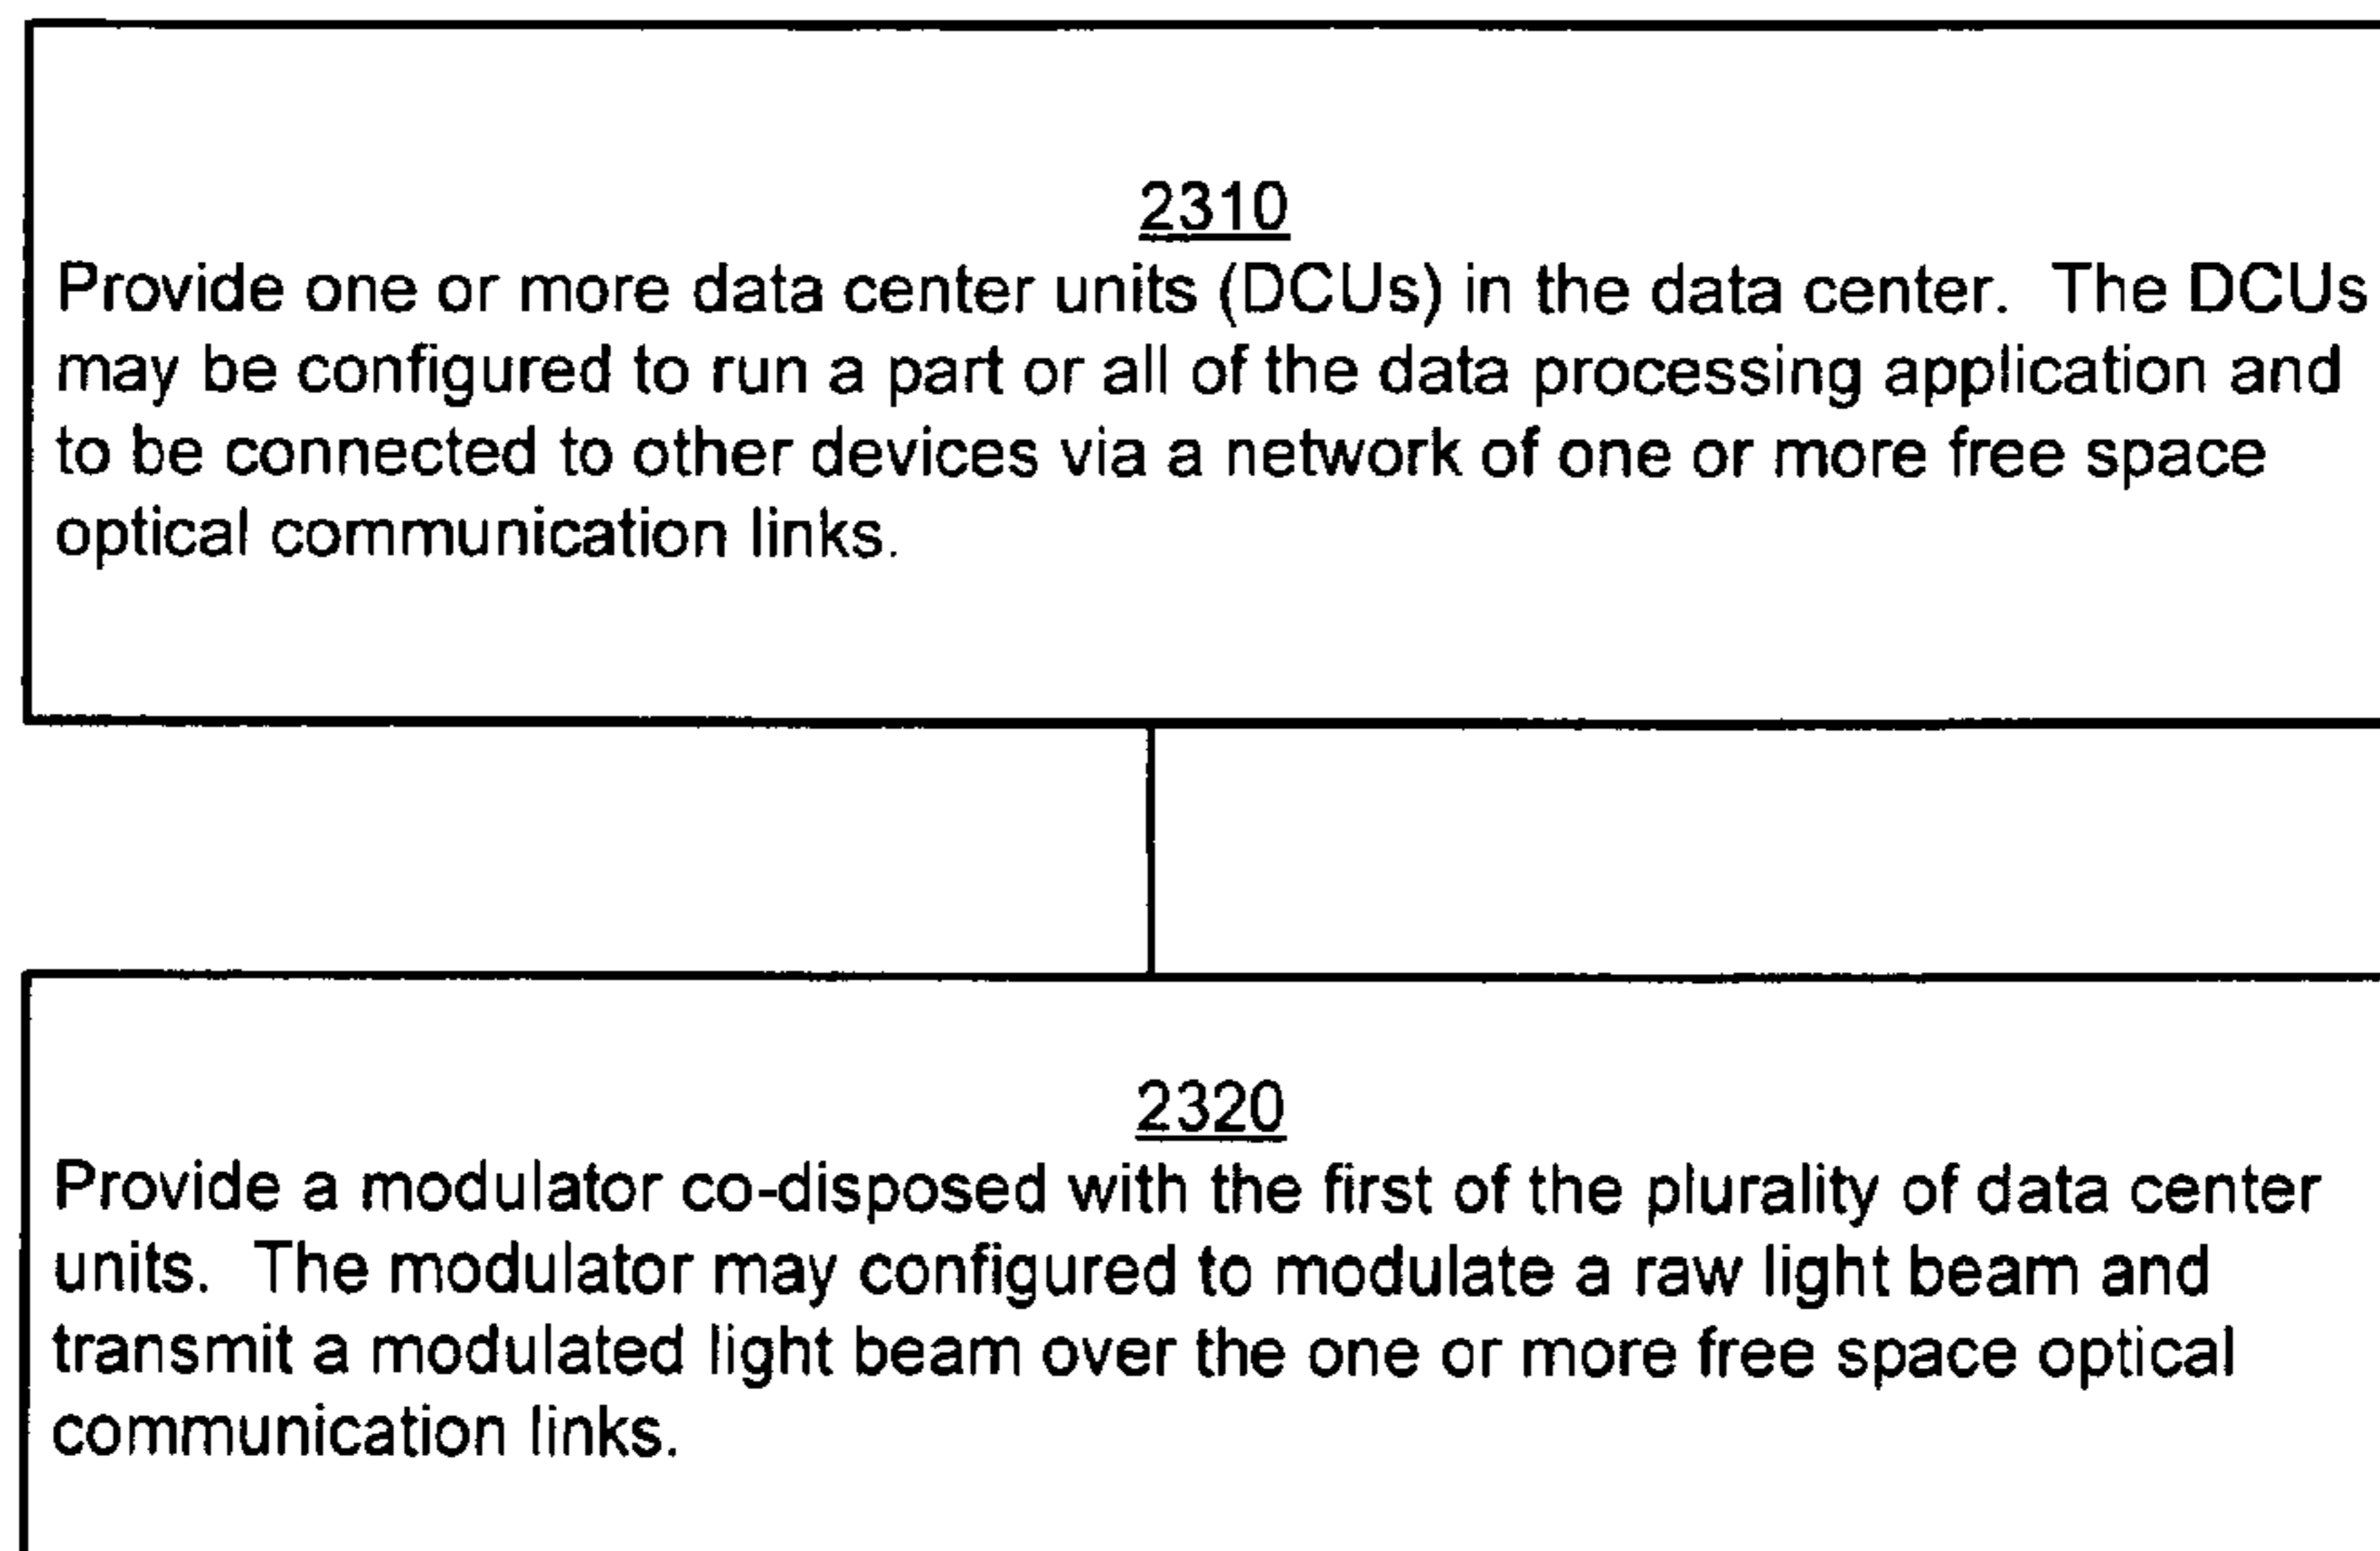 2310
Provide one or more data center units (DCUs) in the data center. The DCUs
may be configured to run a part or all of the data processing application and
to be connected to other devices via a network of one or more free space
optical communication links.
2320
Provide a modulator co-disposed with the first of the plurality of data center
units. The modulator may configured to modulate a raw light beam and
transmit a modulated light beam over the one or more free space optical
communication links.